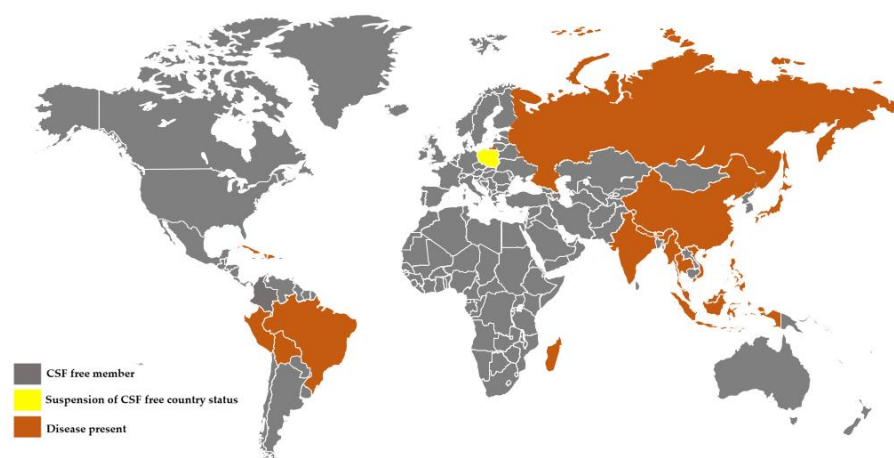 CSF free member
Suspension of CSF free country status
Disease present